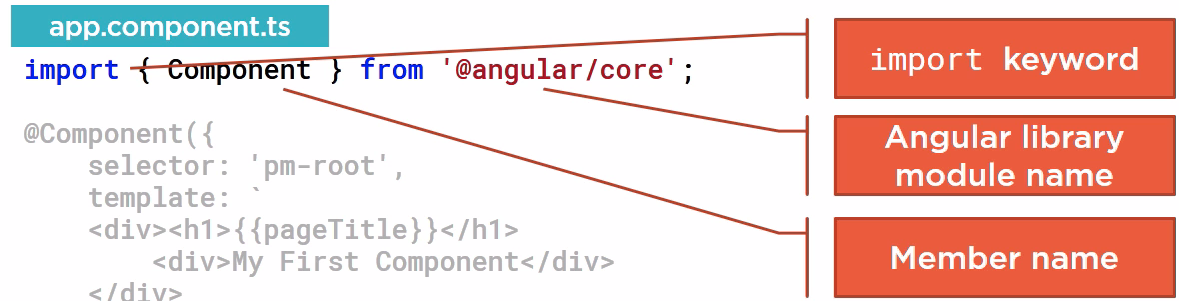 app.component.ts
import { Component } from '@angular/core';
@Component({
    selector: 'pm-root',
    template: `
    <div><h1>{{pageTitle}}</h1>
        <div>My First Component</div>
    </div>
import keyword
Angular library
module name
Member name